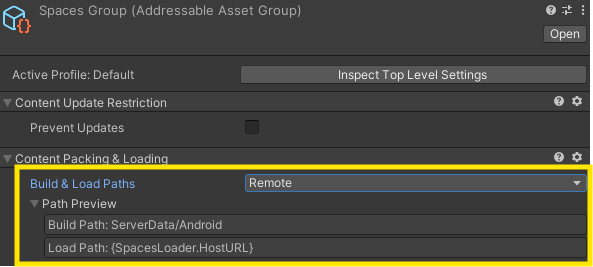 Spaces Group (Addressable Asset Group)
Open
Active Profile: Default
Inspect Top Level Settings
Content Update Restriction
Prevent Updates
Content Packing & Loading
Build & Load Paths
Remote
Path Preview
Build Path: ServerData/Android
Load Path: {SpacesLoader.HostURL}